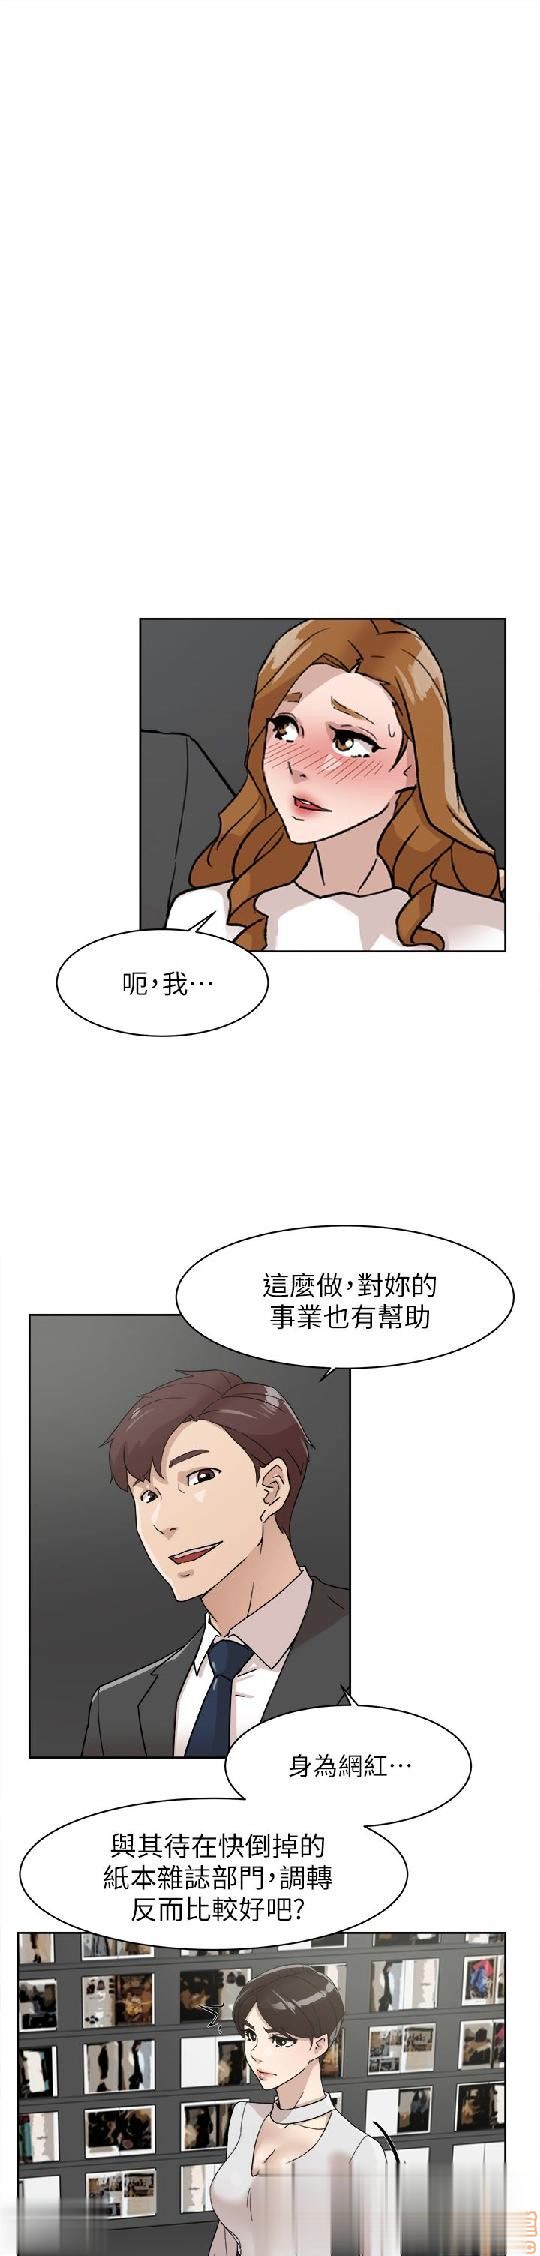 呃，我⋯
這麼做，對妳的
事業也有幫助
身為網紅⋯
與其待在快倒掉的
紙本雜誌部門，調轉
反而比較好吧?